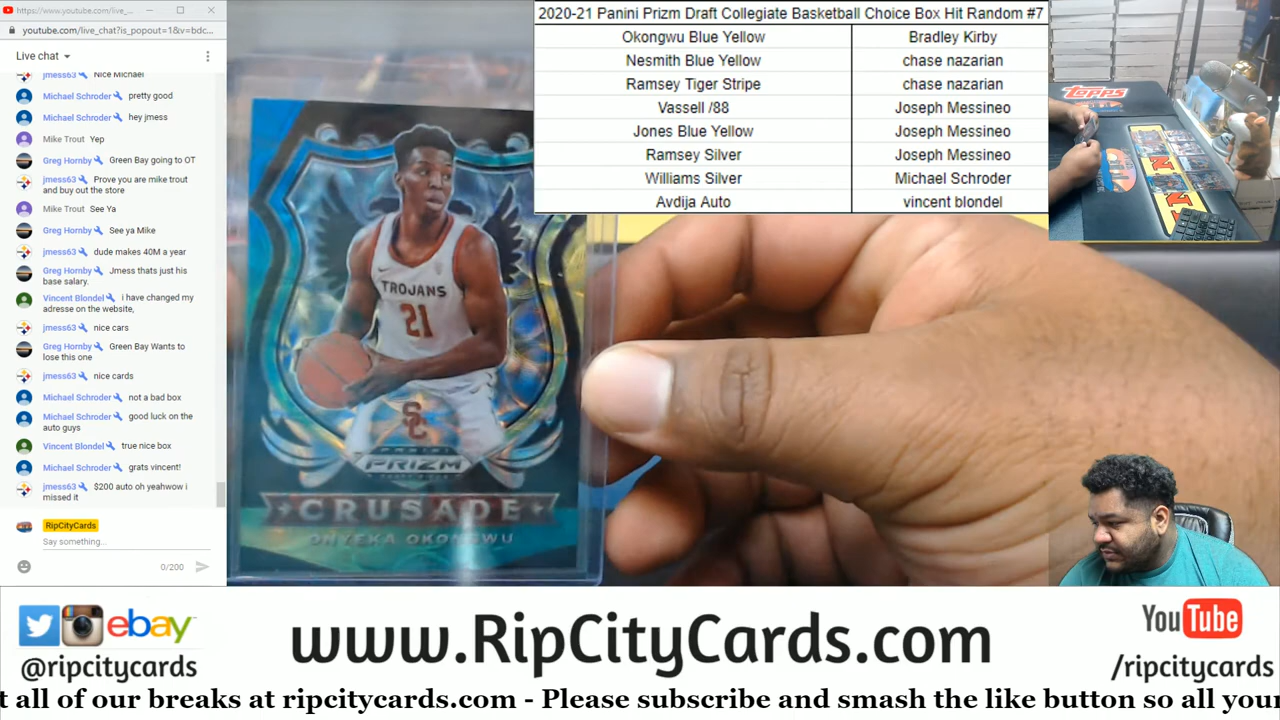 https://www.youtube.com/live_...
youtube.com/live_chat?is_popout=1&v=bdc...
Live chat
jmess63 Nice Michael
Michael Schroder pretty good
Michael Schroder hey jmess
Mike Trout Yep
Greg Hornby Green Bay going to OT
jmess63 Prove you are mike trout
and buy out the store
Mike Trout See Ya
Greg Hornby See ya Mike
jmess63 dude makes 40M a year
Greg Hornby Jmess thats just his
base salary.
Vincent Blondel i have changed my
adresse on the website,
jmess63 nice cars
Greg Hornby Green Bay Wants to
lose this one
jmess63 nice cards
Michael Schroder not a bad box
Michael Schroder good luck on the
auto guys
Vincent Blondel true nice box
Michael Schroder grats vincent!
jmess63 $200 auto oh yeahwow i
missed it
RipCityCards
Say something...
0/200
2020-21 Panini Prizm Draft Collegiate Basketball Choice Box Hit Random #7
Okongwu Blue Yellow Bradley Kirby
Nesmith Blue Yellow chase nazarian
Ramsey Tiger Stripe chase nazarian
Vassell /88 Joseph Messineo
Jones Blue Yellow Joseph Messineo
Ramsey Silver Joseph Messineo
Williams Silver Michael Schroder
Avdija Auto vincent blondel
TROJANS
21
SC
PANINI
PRIZM
CRUSADE
ONYEKA OKONGWU
Topps
ebay
@ripcitycards
www.RipCityCards.com
YouTube
/ripcitycards
t all of our breaks at ripcitycards.com - Please subscribe and smash the like button so all your